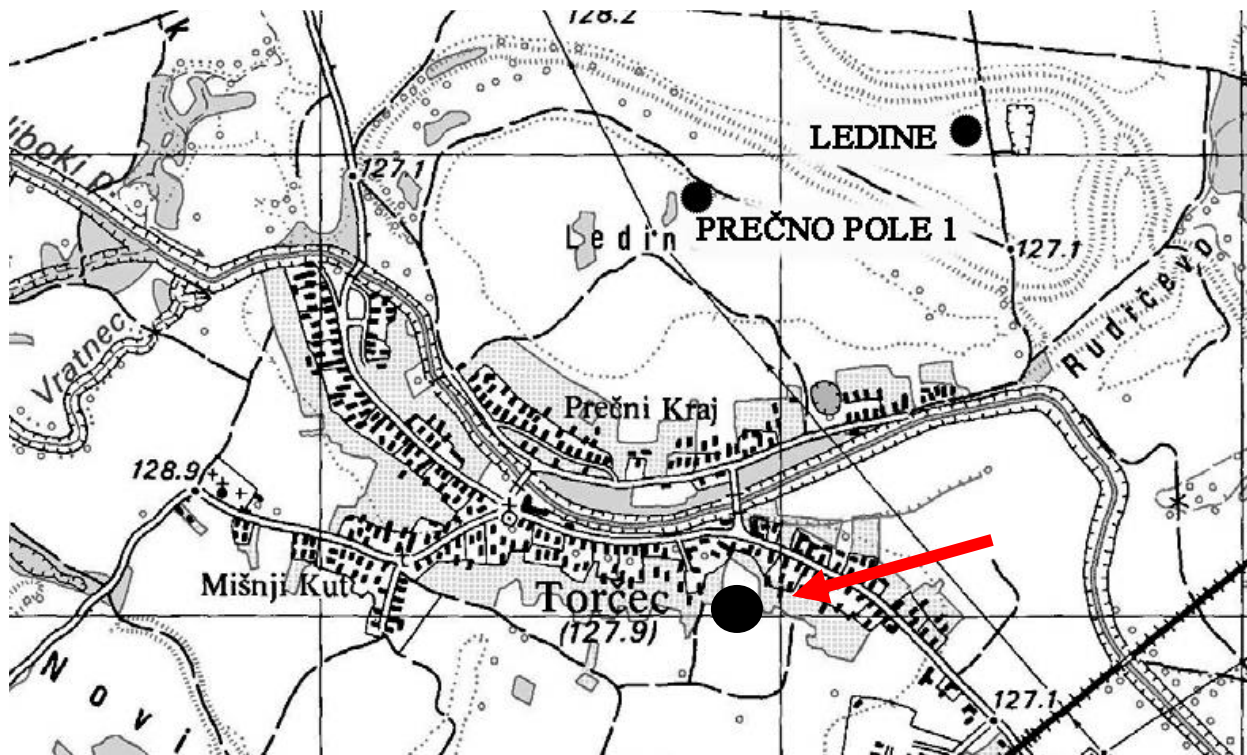 128.2
LEDINE
127.1
PREČNO POLE 1
Ledin
127.1
Rudičevo
Vratnec
Prečni Kraj
128.9
Mišnji Kut
Torčec
(127.9)
Novi
127.1